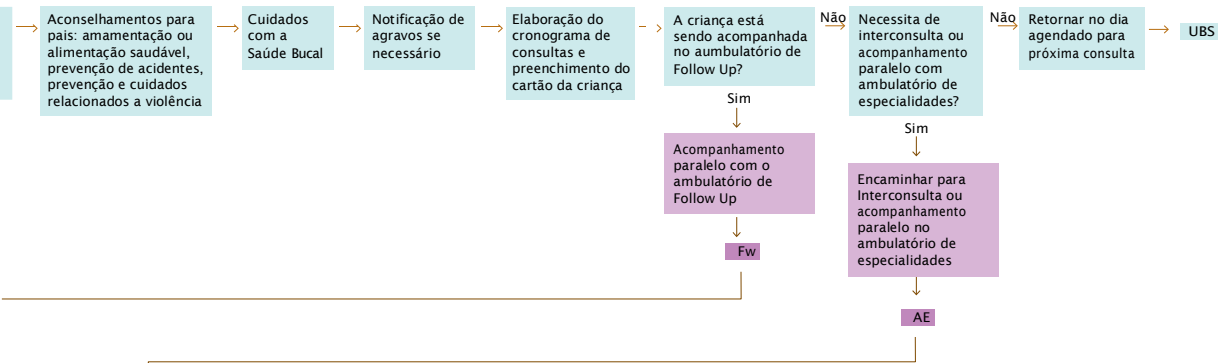 Aconselhamentos para
pais: amamentação ou
alimentação saudável,
prevenção de acidentes,
prevenção e cuidados
relacionados a violência
Cuidados
com a
Saúde Bucal
Notificação de
agravos se
necessário
Elaboração do
cronograma de
consultas e
preenchimento do
cartão da criança
A criança está
sendo acompanhada
no aumbulatório de
Follow Up?
Não
Necessita de
interconsulta ou
acompanhamento
paralelo com
ambulatório de
especialidades?
Não
Retornar no dia
agendado para
próxima consulta
UBS
Sim
Acompanhamento
paralelo com o
ambulatório de
Follow Up
Fw
Sim
Encaminhar para
Interconsulta ou
acompanhamento
paralelo no
ambulatório de
especialidades
AE